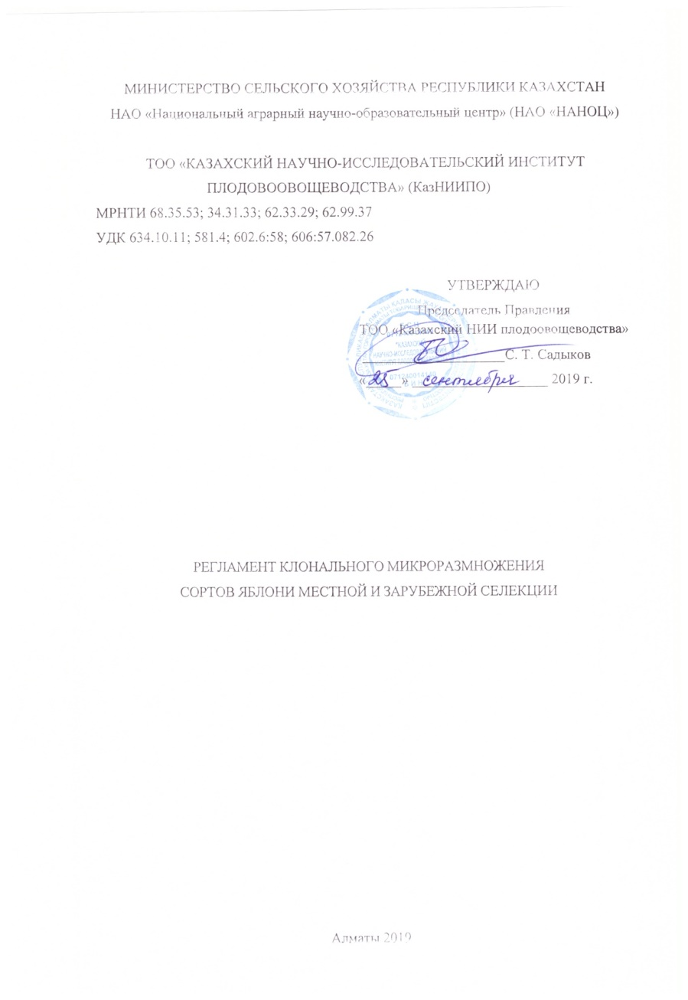 МИНИСТЕРСТВО СЕЛЬСКОГО ХОЗЯЙСТВА РЕСПУБЛИКИ КАЗАХСТАН
НАО «Национальный аграрный научно-образовательный центр» (НАО «НАНОЦ»)
ТОО «КАЗАХСКИЙ НАУЧНО-ИССЛЕДОВАТЕЛЬСКИЙ ИНСТИТУТ
ПЛОДОВООВОЩЕВОДСТВА» (КазНИИПО)
МРНТИ 68.35.53; 34.31.33; 62.33.29; 62.99.37
УДК 634.10.11; 581.4; 602.6:58; 606:57.082.26
УТВЕРЖДАЮ
Председатель Правления
ТОО «Казахский НИИ плодоовощеводства»
С. Т. Садыков
«25» сентября 2019 г.
РЕГЛАМЕНТ КЛОНАЛЬНОГО МИКРОРАЗМНОЖЕНИЯ
СОРТОВ ЯБЛОНИ МЕСТНОЙ И ЗАРУБЕЖНОЙ СЕЛЕКЦИИ
Алматы 2019